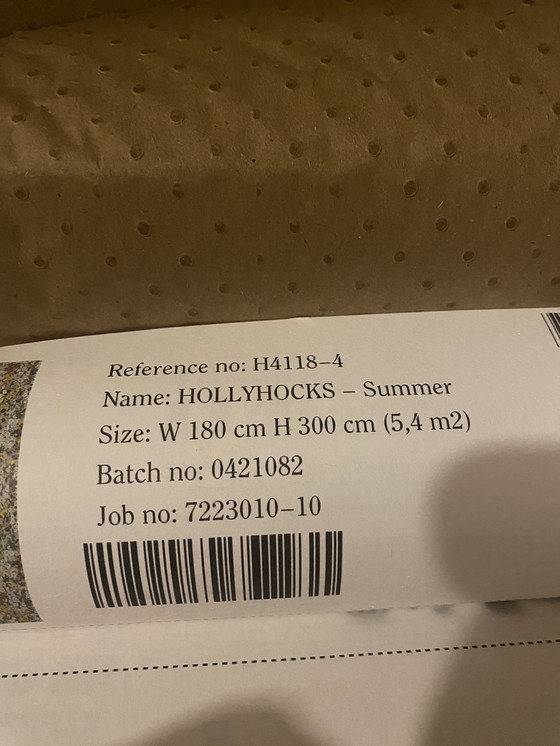 Reference no: H4118–4
Name: HOLLYHOCKS – Summer
Size: W 180 cm H 300 cm (5,4 m2)
Batch no: 0421082
Job no: 7223010–10